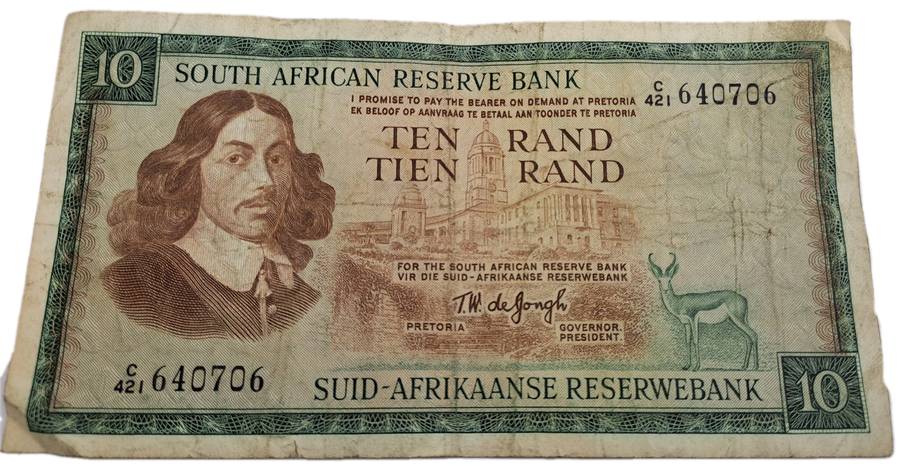 10
SOUTH AFRICAN RESERVE BANK
I PROMISE TO PAY THE BEARER ON DEMAND AT PRETORIA
EK BELOOF OP AANVRAAG TE BETAAL AAN TOONDER TE PRETORIA
C
421 640706
TEN RAND
TIEN RAND
FOR THE SOUTH AFRICAN RESERVE BANK
VIR DIE SUID-AFRIKAANSE RESERWEBANK
T.W. de Jongh
PRETORIA
GOVERNOR.
PRESIDENT.
C
421 640706
SUID-AFRIKAANSE RESERWEBANK
10